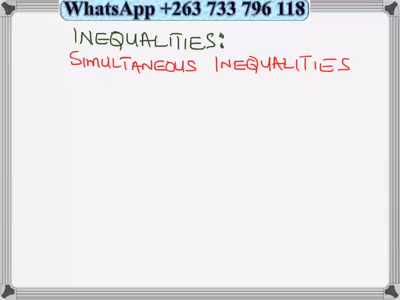 WhatsApp +263 733 796 118
INEQUALITIES:
SIMULTANEOUS INEQUALITIES